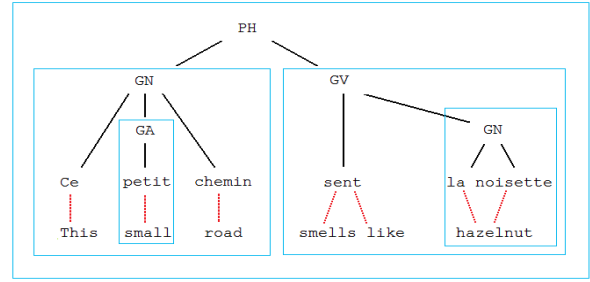 PH
GN GV
GA GN
Ce petit chemin sent la noisette
This small road smells like hazelnut